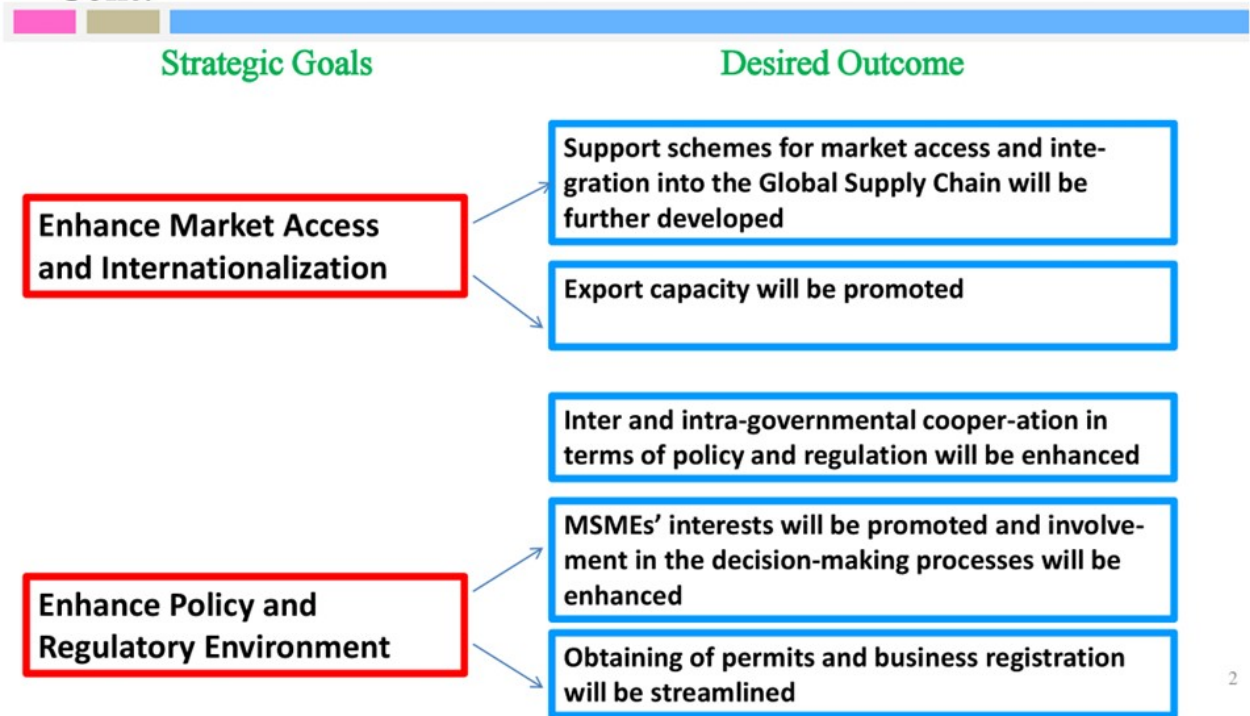 Strategic Goals
Desired Outcome
Enhance Market Access
and Internationalization
Support schemes for market access and inte-
gration into the Global Supply Chain will be
further developed
Export capacity will be promoted
Enhance Policy and
Regulatory Environment
Inter and intra-governmental cooper-ation in
terms of policy and regulation will be enhanced
MSMEs’ interests will be promoted and involve-
ment in the decision-making processes will be
enhanced
Obtaining of permits and business registration
will be streamlined
2